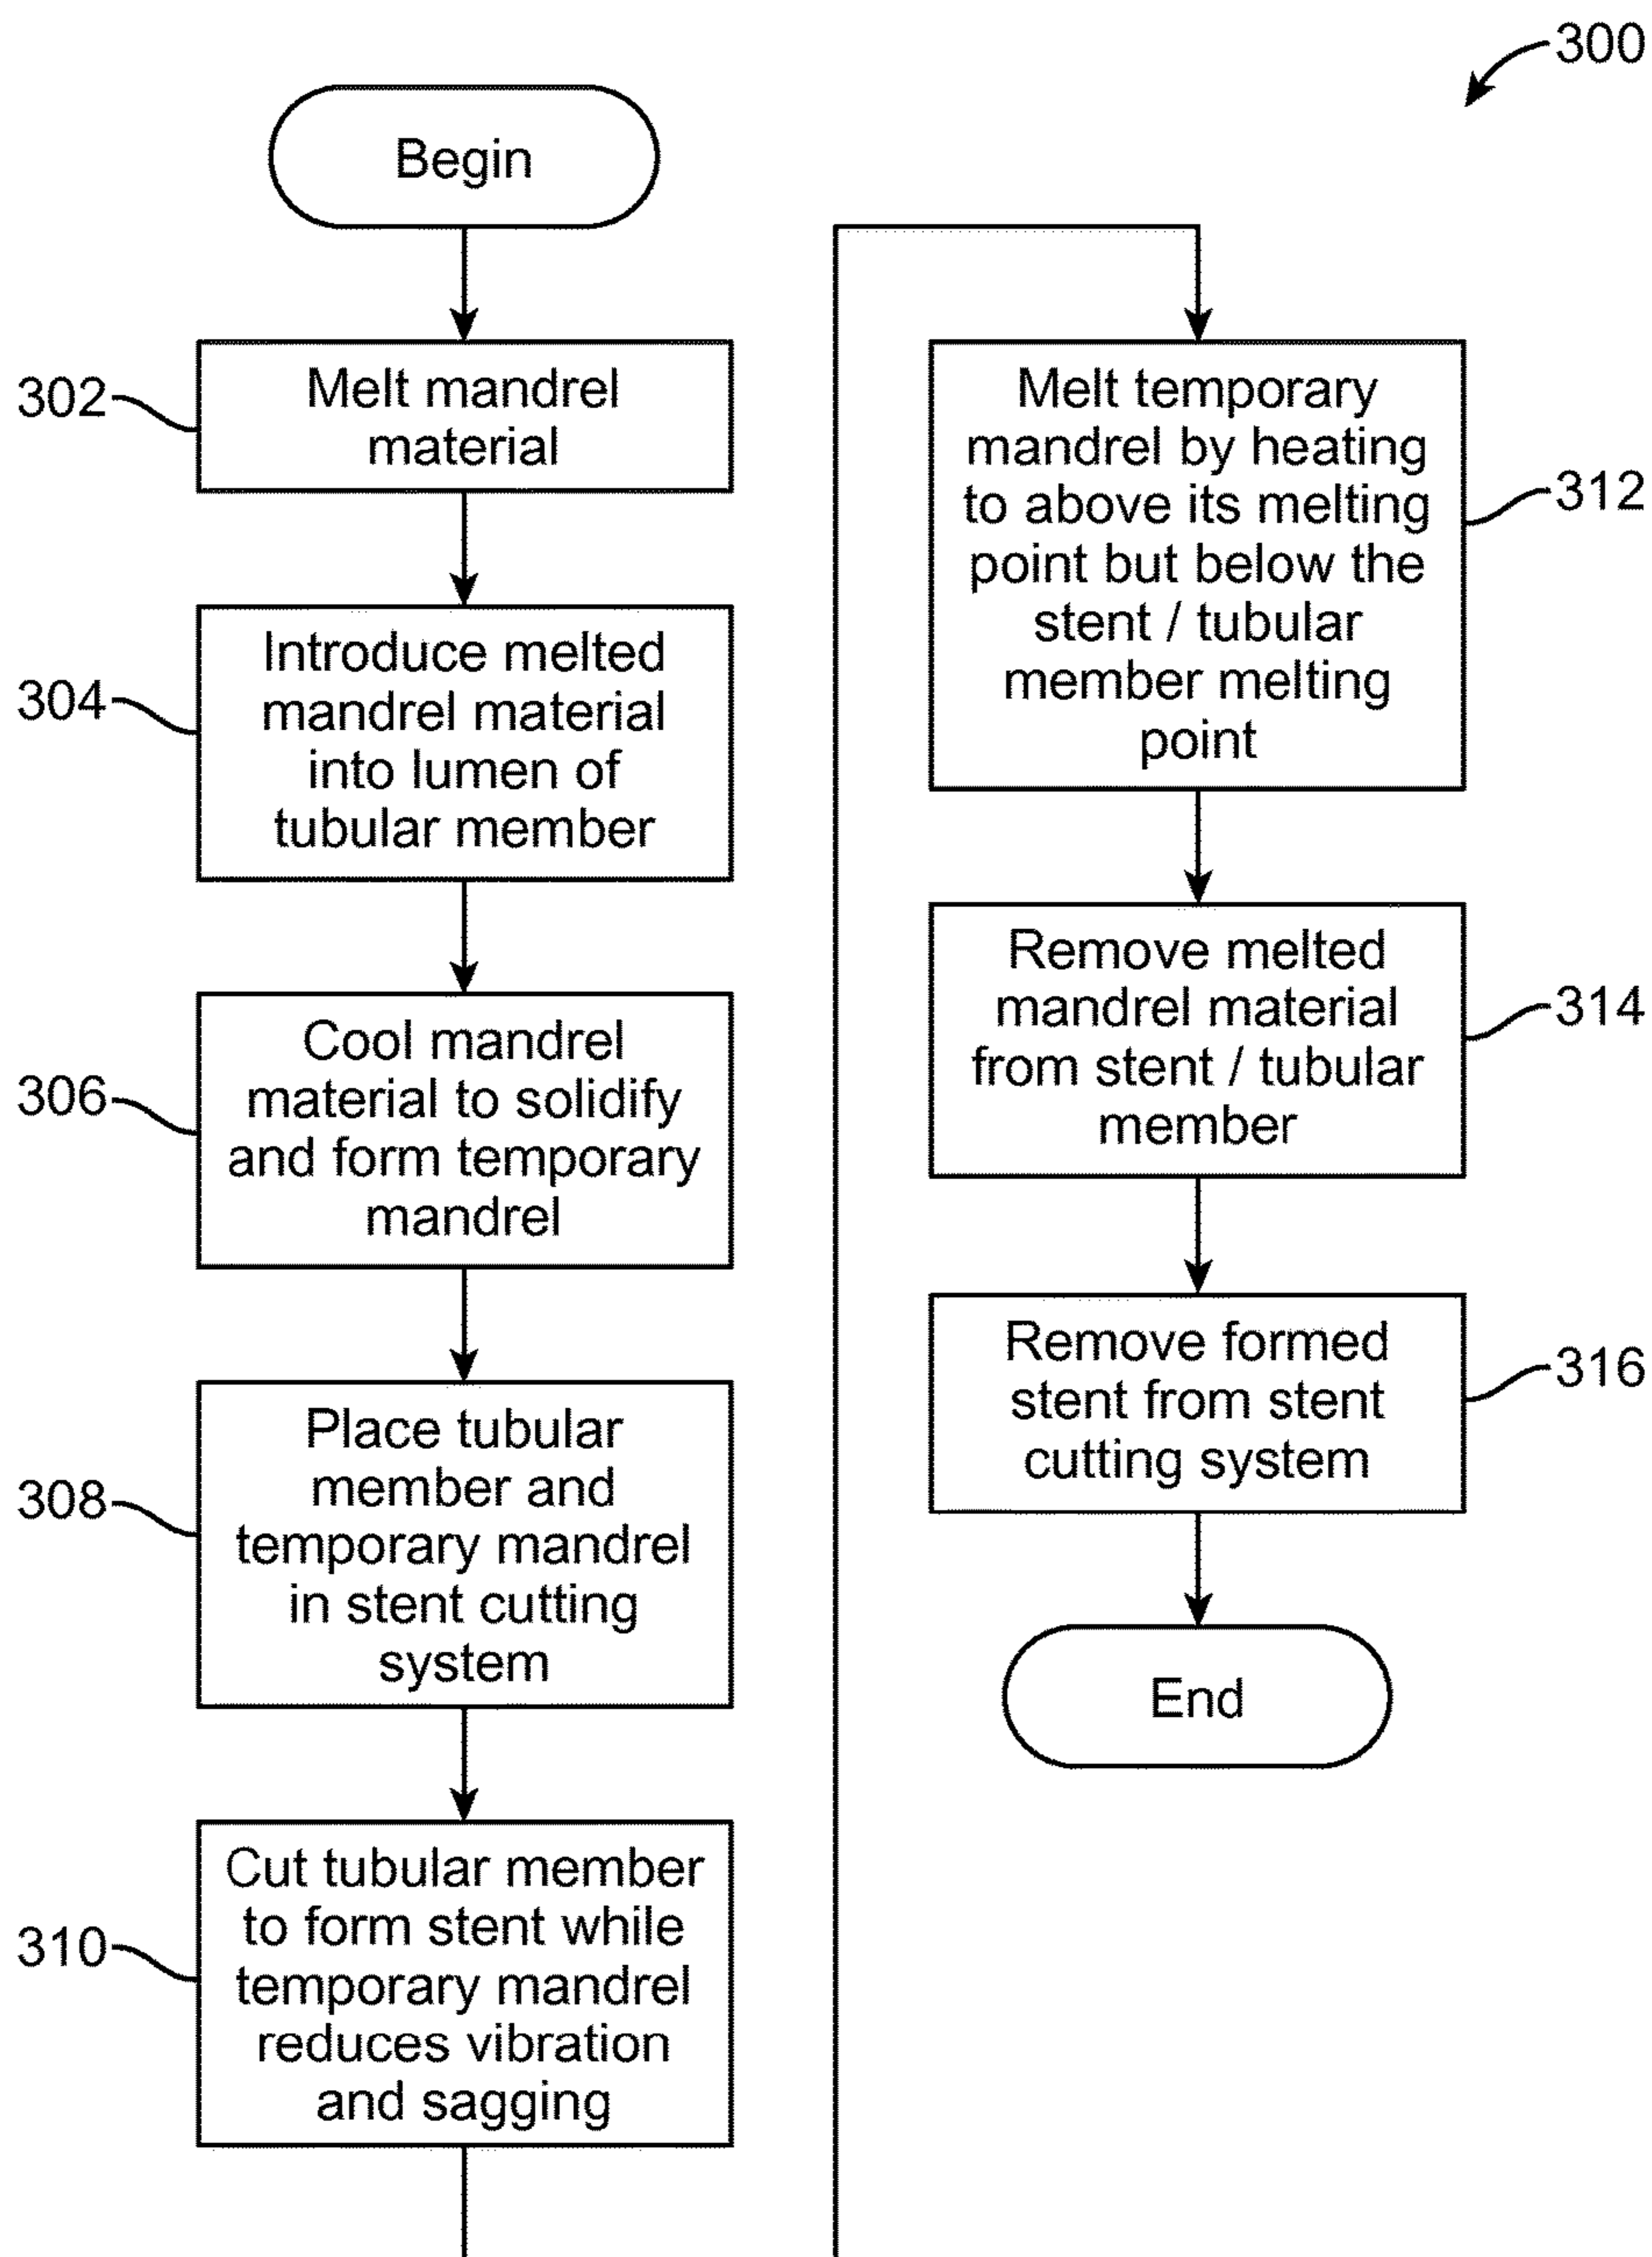 300
Begin
302
Melt mandrel
material
304
Introduce melted
mandrel material
into lumen of
tubular member
306
Cool mandrel
material to solidify
and form temporary
mandrel
308
Place tubular
member and
temporary mandrel
in stent cutting
system
310
Cut tubular member
to form stent while
temporary mandrel
reduces vibration
and sagging
312
Melt temporary
mandrel by heating
to above its melting
point but below the
stent / tubular
member melting
point
314
Remove melted
mandrel material
from stent / tubular
member
316
Remove formed
stent from stent
cutting system
End